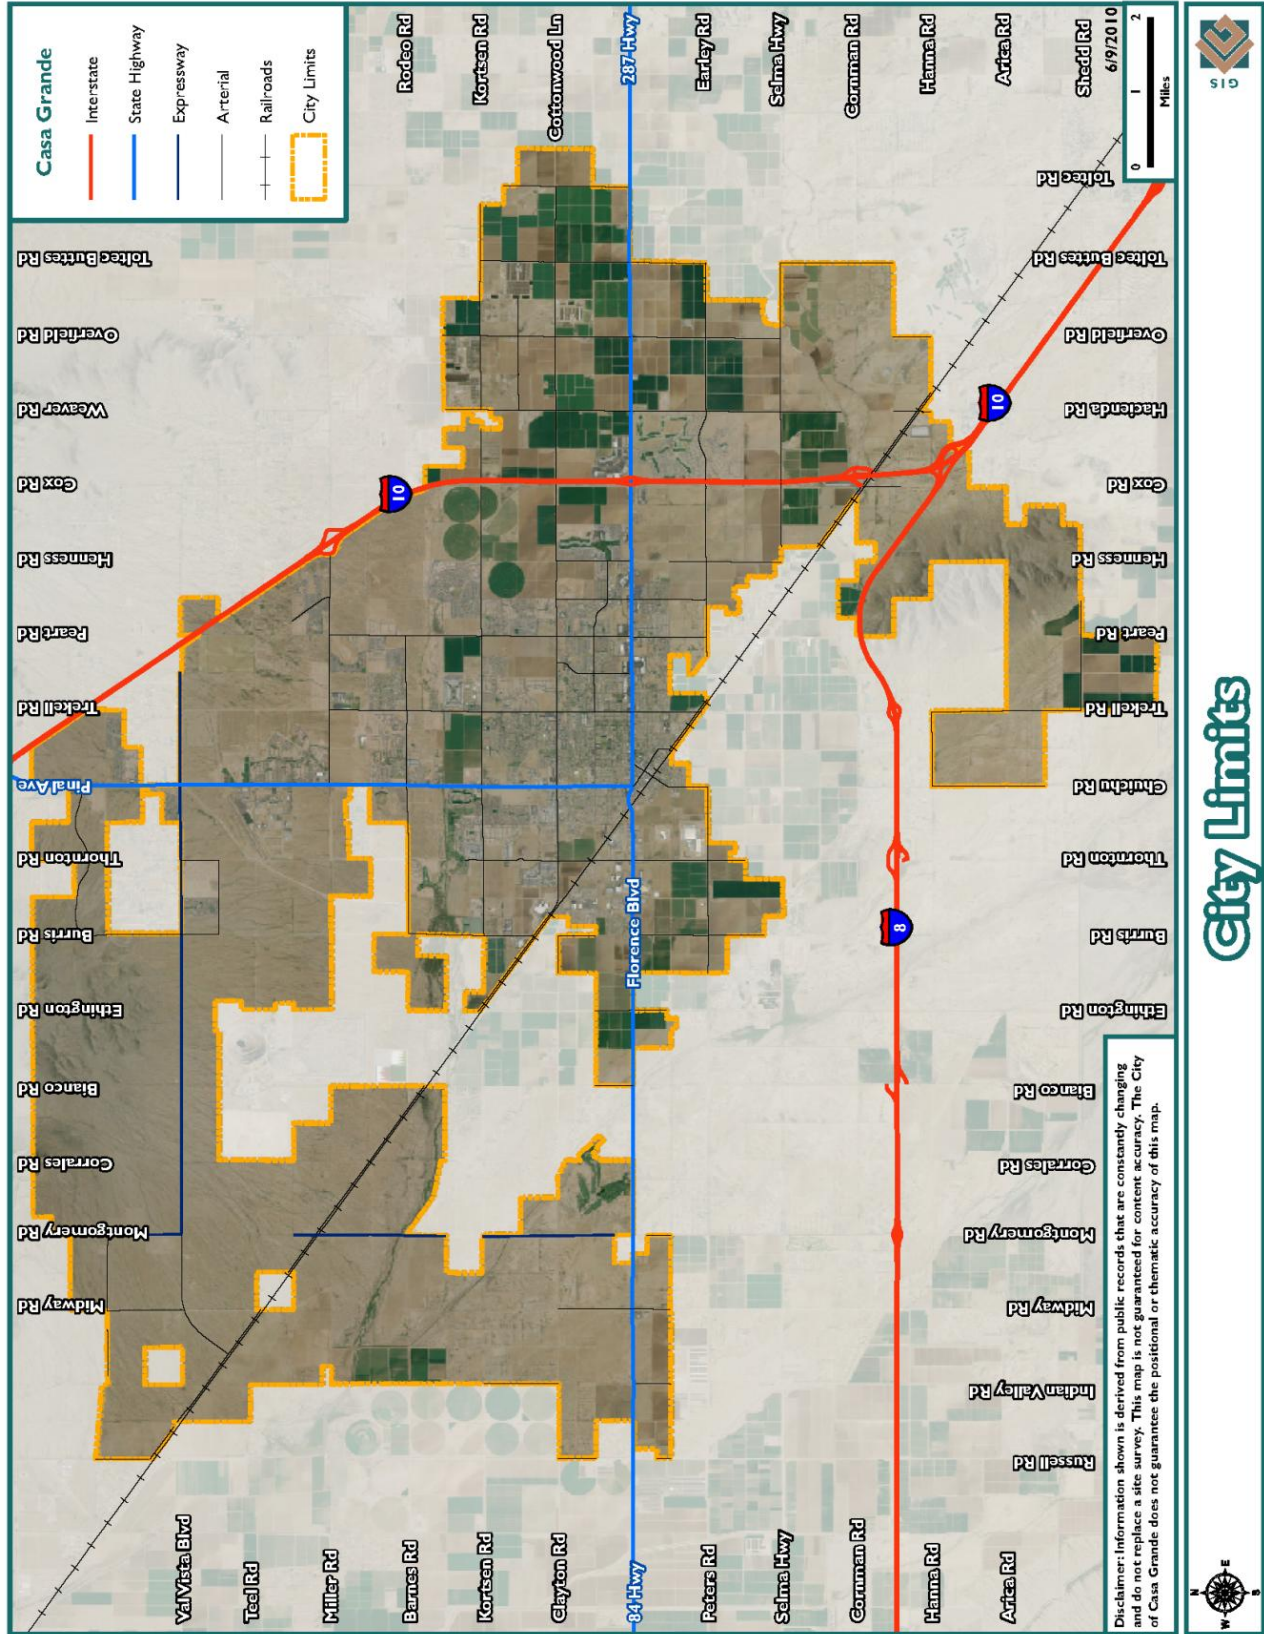 Casa Grande
Interstate
State Highway
Expressway
Arterial
Railroads
City Limits
Pinal Ave
Trekell Rd
Peart Rd
Henness Rd
Cox Rd
Weaver Rd
Overfield Rd
Toltec Buttes Rd
Midway Rd
Montgomery Rd
Corrales Rd
Bianco Rd
Ethington Rd
Burris Rd
Thornton Rd
Val Vista Blvd
Teel Rd
Miller Rd
Barnes Rd
Kortsen Rd
Clayton Rd
84 Hwy
Peters Rd
Selma Hwy
Cornman Rd
Hanna Rd
Arica Rd
Rodeo Rd
Kortsen Rd
Cottonwood Ln
287 Hwy
Earley Rd
Selma Hwy
Cornman Rd
Hanna Rd
Arica Rd
Shedd Rd
10
Florence Blvd
10
8
Russell Rd
Indian Valley Rd
Midway Rd
Montgomery Rd
Corrales Rd
Bianco Rd
Ethington Rd
Burris Rd
Thornton Rd
Chuichu Rd
Trekell Rd
Peart Rd
Henness Rd
Cox Rd
Hacienda Rd
Overfield Rd
Toltec Buttes Rd
Toltec Rd
6/9/2010
0 1 2
Miles
Disclaimer: Information shown is derived from public records that are constantly changing
and do not replace a site survey. This map is not guaranteed for content accuracy. The City
of Casa Grande does not guarantee the positional or thematic accuracy of this map.
N
W E
S
City Limits
GIS